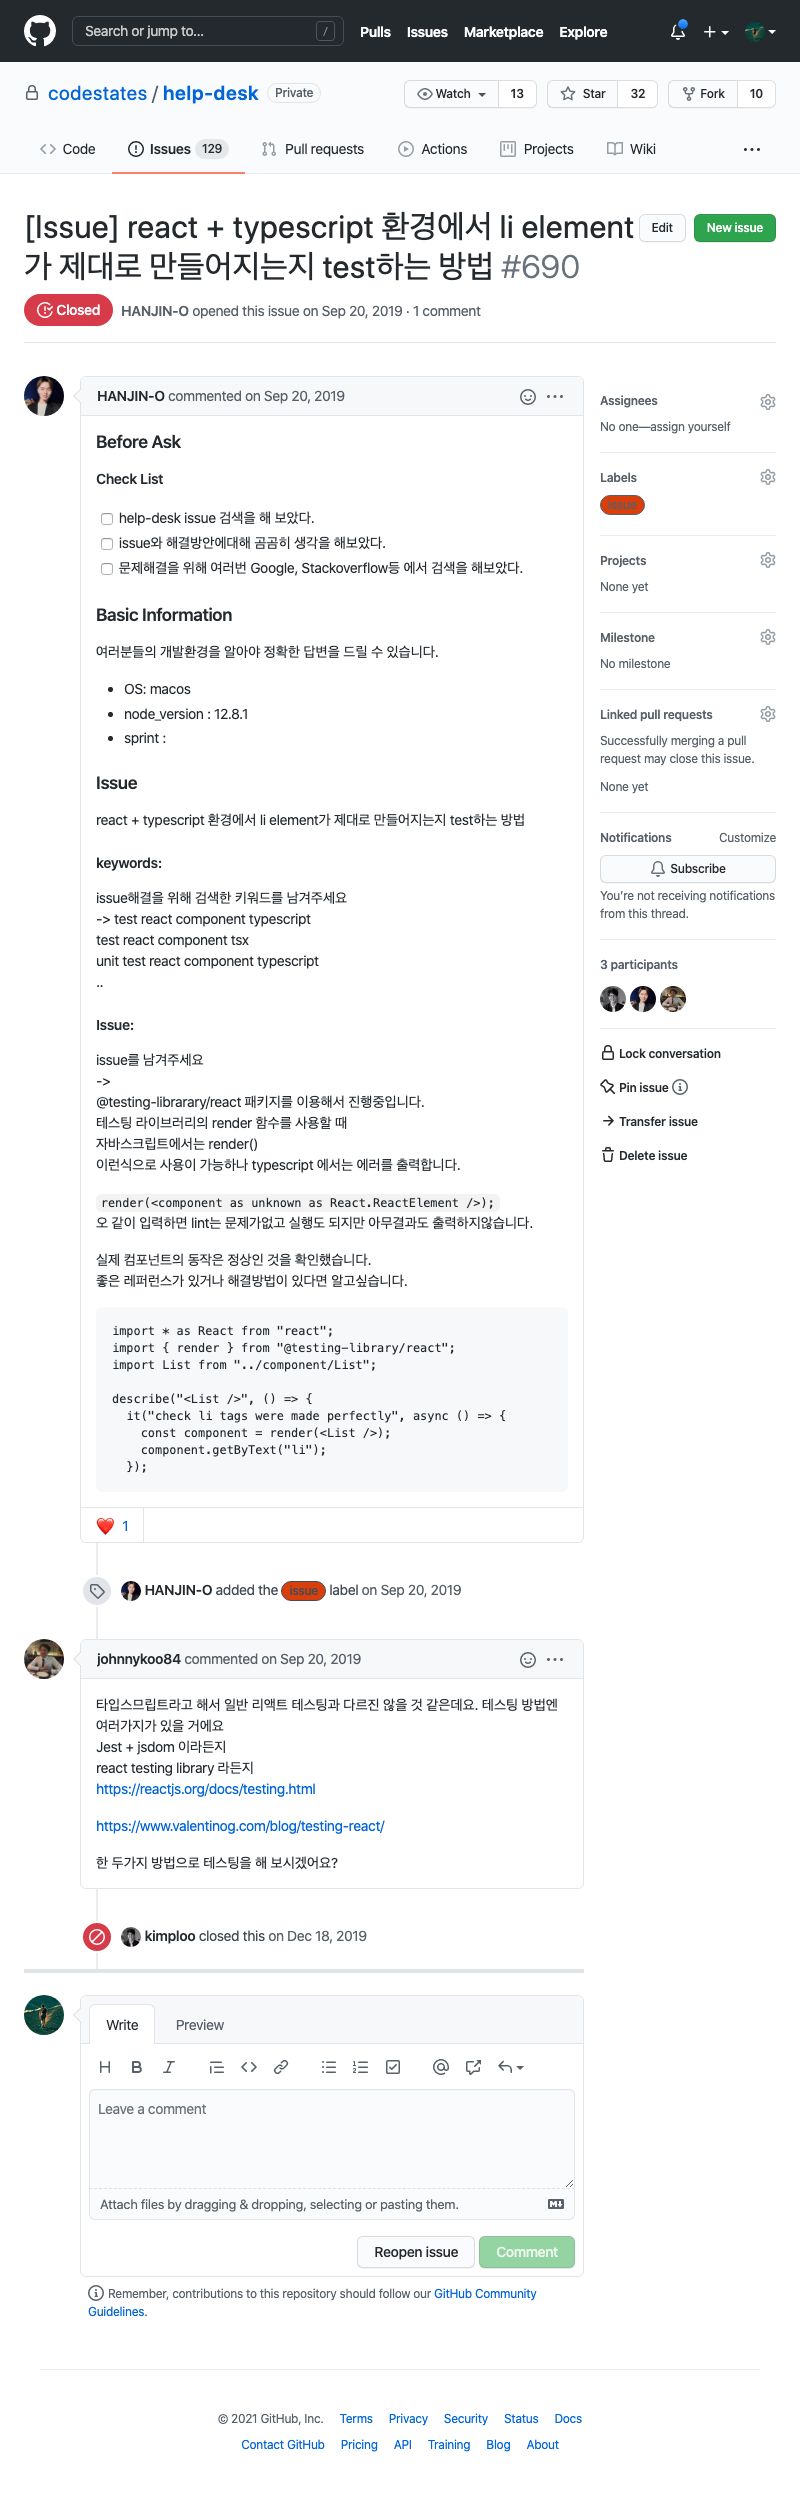 Search or jump to...
/
Pulls Issues Marketplace Explore
codestates / help-desk Private
Watch 13 Star 32 Fork 10
Code Issues 129 Pull requests Actions Projects Wiki
[Issue] react + typescript 환경에서 li element
가 제대로 만들어지는지 test하는 방법 #690
Edit New issue
Closed HANJIN-O opened this issue on Sep 20, 2019 · 1 comment
HANJIN-O commented on Sep 20, 2019
Before Ask
Check List
help-desk issue 검색을 해 보았다.
issue와 해결방안에대해 곰곰히 생각을 해보았다.
문제해결을 위해 여러번 Google, Stackoverflow등 에서 검색을 해보았다.
Basic Information
여러분들의 개발환경을 알아야 정확한 답변을 드릴 수 있습니다.
OS: macos
node_version : 12.8.1
sprint :
Issue
react + typescript 환경에서 li element가 제대로 만들어지는지 test하는 방법
keywords:
issue해결을 위해 검색한 키워드를 남겨주세요
-> test react component typescript
test react component tsx
unit test react component typescript
..
Issue:
issue를 남겨주세요
->
@testing-librarary/react 패키지를 이용해서 진행중입니다.
테스팅 라이브러리의 render 함수를 사용할 때
자바스크립트에서는 render()
이런식으로 사용이 가능하나 typescript 에서는 에러를 출력합니다.
render(<component as unknown as React.ReactElement />);
오 같이 입력하면 lint는 문제가없고 실행도 되지만 아무결과도 출력하지않습니다.
실제 컴포넌트의 동작은 정상인 것을 확인했습니다.
좋은 레퍼런스가 있거나 해결방법이 있다면 알고싶습니다.
import * as React from "react";
import { render } from "@testing-library/react";
import List from "../component/List";
describe("<List />", () => {
it("check li tags were made perfectly", async () => {
const component = render(<List />);
component.getByText("li");
});
❤️ 1
HANJIN-O added the issue label on Sep 20, 2019
johnnykoo84 commented on Sep 20, 2019
타입스므립트라고 해서 일반 리액트 테스팅과 다르진 않을 것 같은데요. 테스팅 방법엔
여러가지가 있을 거에요
Jest + jsdom 이라든지
react testing library 라든지
https://reactjs.org/docs/testing.html
https://www.valentinog.com/blog/testing-react/
한 두가지 방법으로 테스팅을 해 보시겠어요?
kimploo closed this on Dec 18, 2019
Assignees
No one—assign yourself
Labels
issue
Projects
None yet
Milestone
No milestone
Linked pull requests
Successfully merging a pull
request may close this issue.
None yet
Notifications Customize
Subscribe
You're not receiving notifications
from this thread.
3 participants
Lock conversation
Pin issue
Transfer issue
Delete issue
Write Preview
H B I
Leave a comment
Attach files by dragging & dropping, selecting or pasting them.
Reopen issue Comment
Remember, contributions to this repository should follow our GitHub Community
Guidelines.
© 2021 GitHub, Inc. Terms Privacy Security Status Docs
Contact GitHub Pricing API Training Blog About